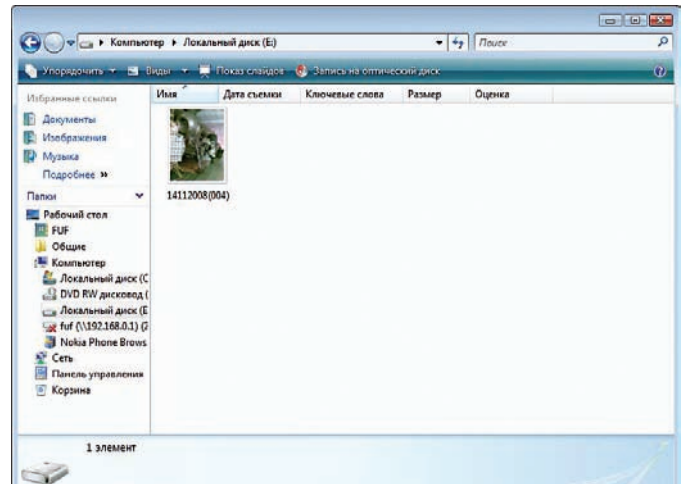 Компьютер ▸ Локальный диск (E:)
Поиск
Упорядочить Виды Показ слайдов Запись на оптический диск
Избранные ссылки
Документы
Изображения
Музыка
Подробнее »
Папки
Рабочий стол
FUF
Общие
Компьютер
Локальный диск (C
DVD RW дисковод (
Локальный диск (E
fuf (\\192.168.0.1) (
Nokia Phone Brows
Сеть
Панель управления
Корзина
Имя Дата съемки Ключевые слова Размер Оценка
14112008(004)
1 элемент